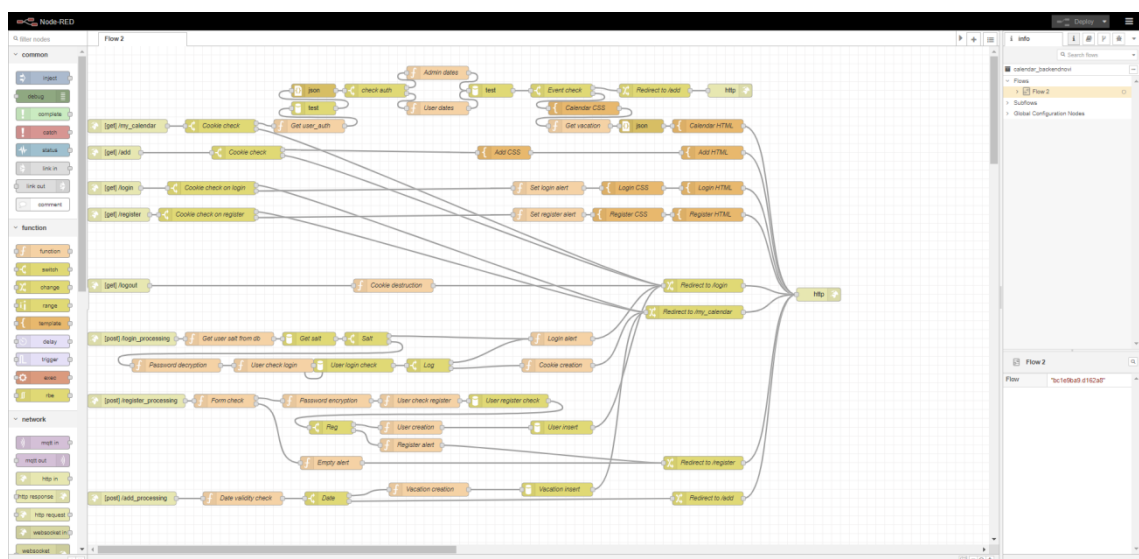 Node-RED
Deploy
filter nodes
Flow 2
info
i
Search flows
common
inject
debug
complete
catch
status
link in
link out
comment
function
function
switch
change
range
template
delay
trigger
exec
rbe
network
mqtt in
mqtt out
http in
http response
http request
websocket in
websocket
Admin dates
json
check auth
test
Event check
Redirect to /add
http
test
User dates
Calendar CSS
[get] /my_calendar
Cookie check
Get user_auth
Get vacation
json
Calendar HTML
[get] /add
Cookie check
Add CSS
Add HTML
[get] /login
Cookie check on login
Set login alert
Login CSS
Login HTML
[get] /register
Cookie check on register
Set register alert
Register CSS
Register HTML
[get] /logout
Cookie destruction
Redirect to /login
http
Redirect to /my_calendar
[post] /login_processing
Get user salt from db
Get salt
Salt
Login alert
Password decryption
User check login
User login check
Log
Cookie creation
[post] /register_processing
Form check
Password encryption
User check register
User register check
Reg
User creation
User insert
Register alert
Empty alert
Redirect to /register
[post] /add_processing
Date validity check
Date
Vacation creation
Vacation insert
Redirect to /add
calendar_backendnovi
Flows
Flow 2
Subflows
Global Configuration Nodes
Flow 2
Flow